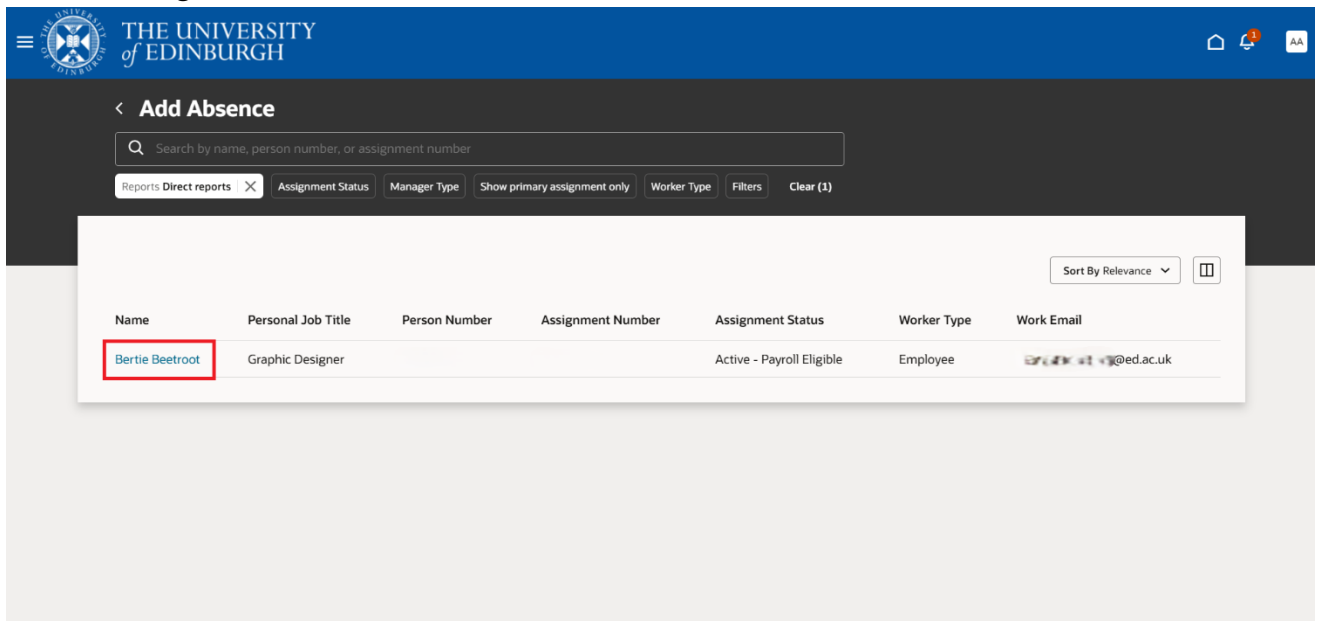 THE UNIVERSITY
of EDINBURGH
1
AA
Add Absence
Search by name, person number, or assignment number
Reports Direct reports Assignment Status Manager Type Show primary assignment only Worker Type Filters Clear (1)
Sort By Relevance
Name Personal Job Title Person Number Assignment Number Assignment Status Worker Type Work Email
Bertie Beetroot Graphic Designer Active - Payroll Eligible Employee @ed.ac.uk